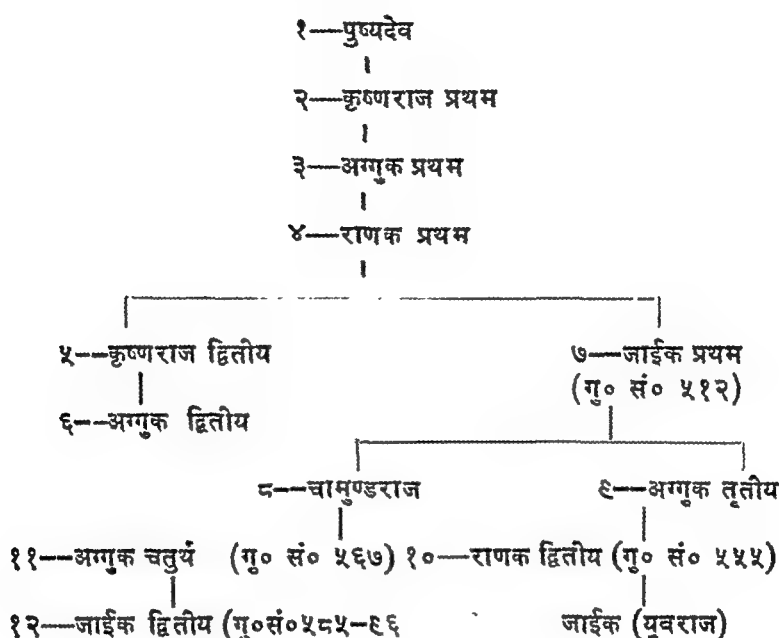 १—पुष्यदेव
२—कृष्णराज प्रथम
३—अग्गुक प्रथम
४—राणक प्रथम
५—कृष्णराज द्वितीय ७—जाईक प्रथम
(गु० सं० ५१२)
६—अग्गुक द्वितीय
८—चामुण्डराज ९—अग्गुक तृतीय
११—अग्गुक चतुर्थ (गु० सं० ५६७) १०—राणक द्वितीय (गु० सं० ५५५)
१२—जाईक द्वितीय (गु०सं०५८५-९६ जाईक (यवराज)